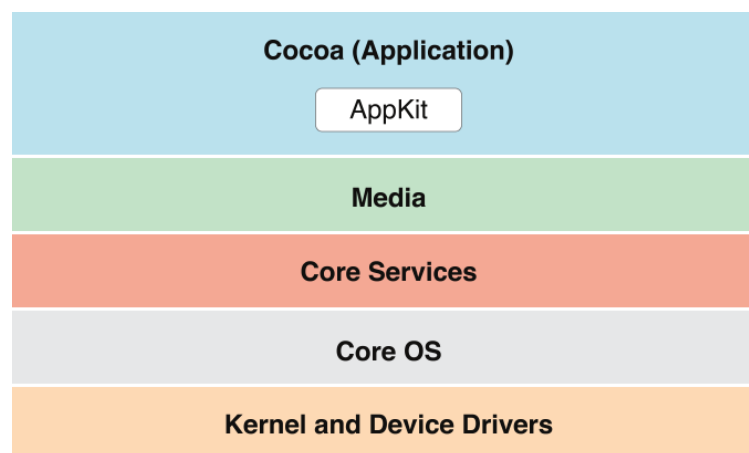 Cocoa (Application)
AppKit
Media
Core Services
Core OS
Kernel and Device Drivers